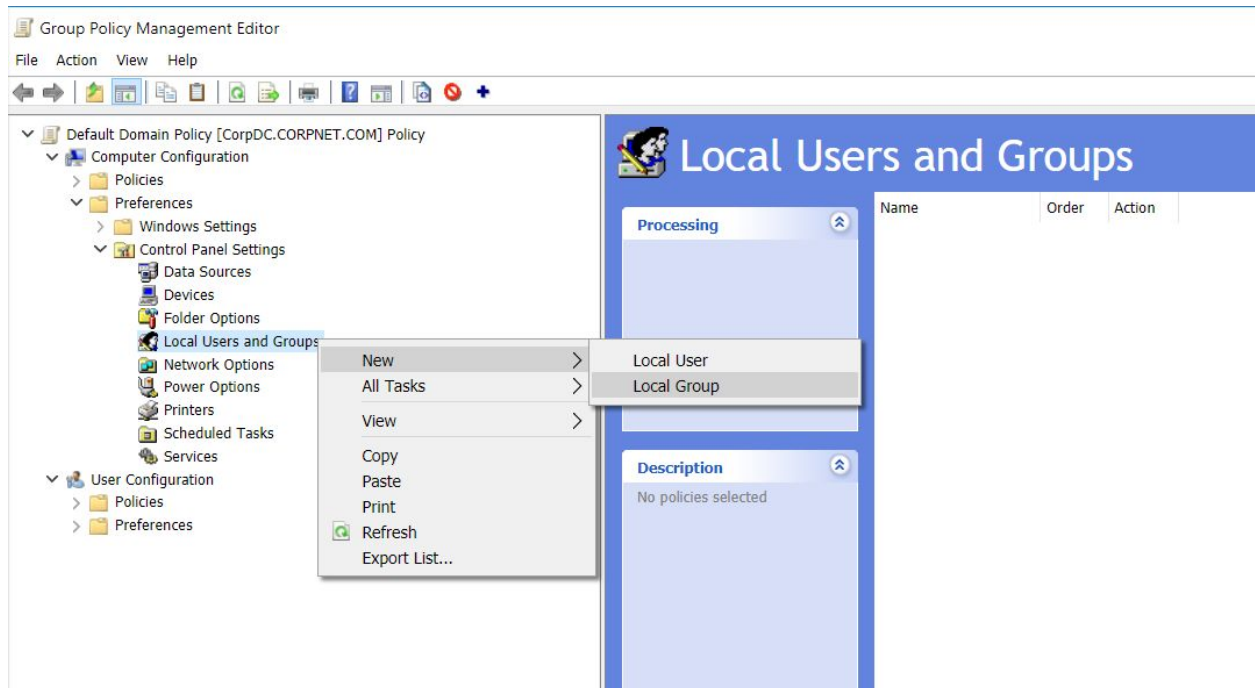 Group Policy Management Editor
File Action View Help
Default Domain Policy [CorpDC.CORPNET.COM] Policy
Computer Configuration
Policies
Preferences
Windows Settings
Control Panel Settings
Data Sources
Devices
Folder Options
Local Users and Groups
Network Options
Power Options
Printers
Scheduled Tasks
Services
User Configuration
Policies
Preferences
New
All Tasks
View
Copy
Paste
Print
Refresh
Export List...
Local User
Local Group
Local Users and Groups
Processing
Description
No policies selected
Name Order Action